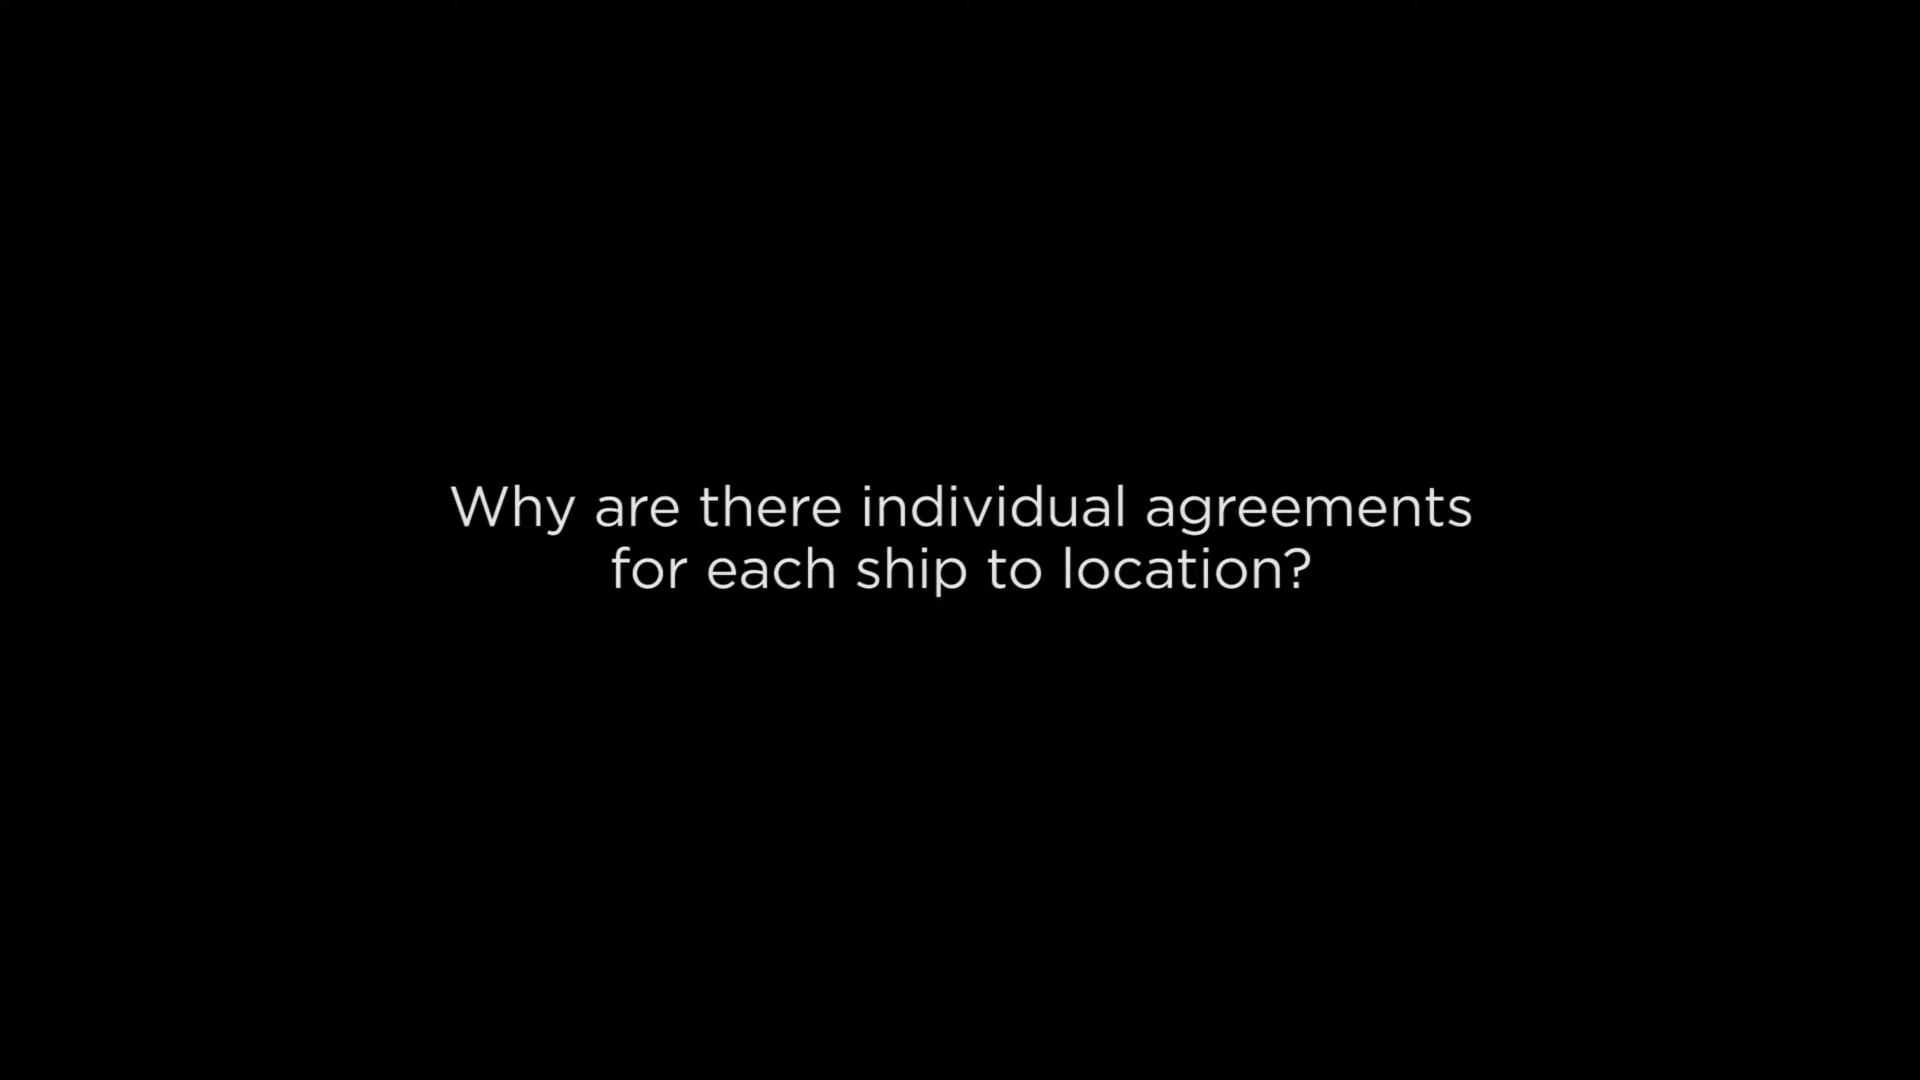 Why are there individual agreements
for each ship to location?